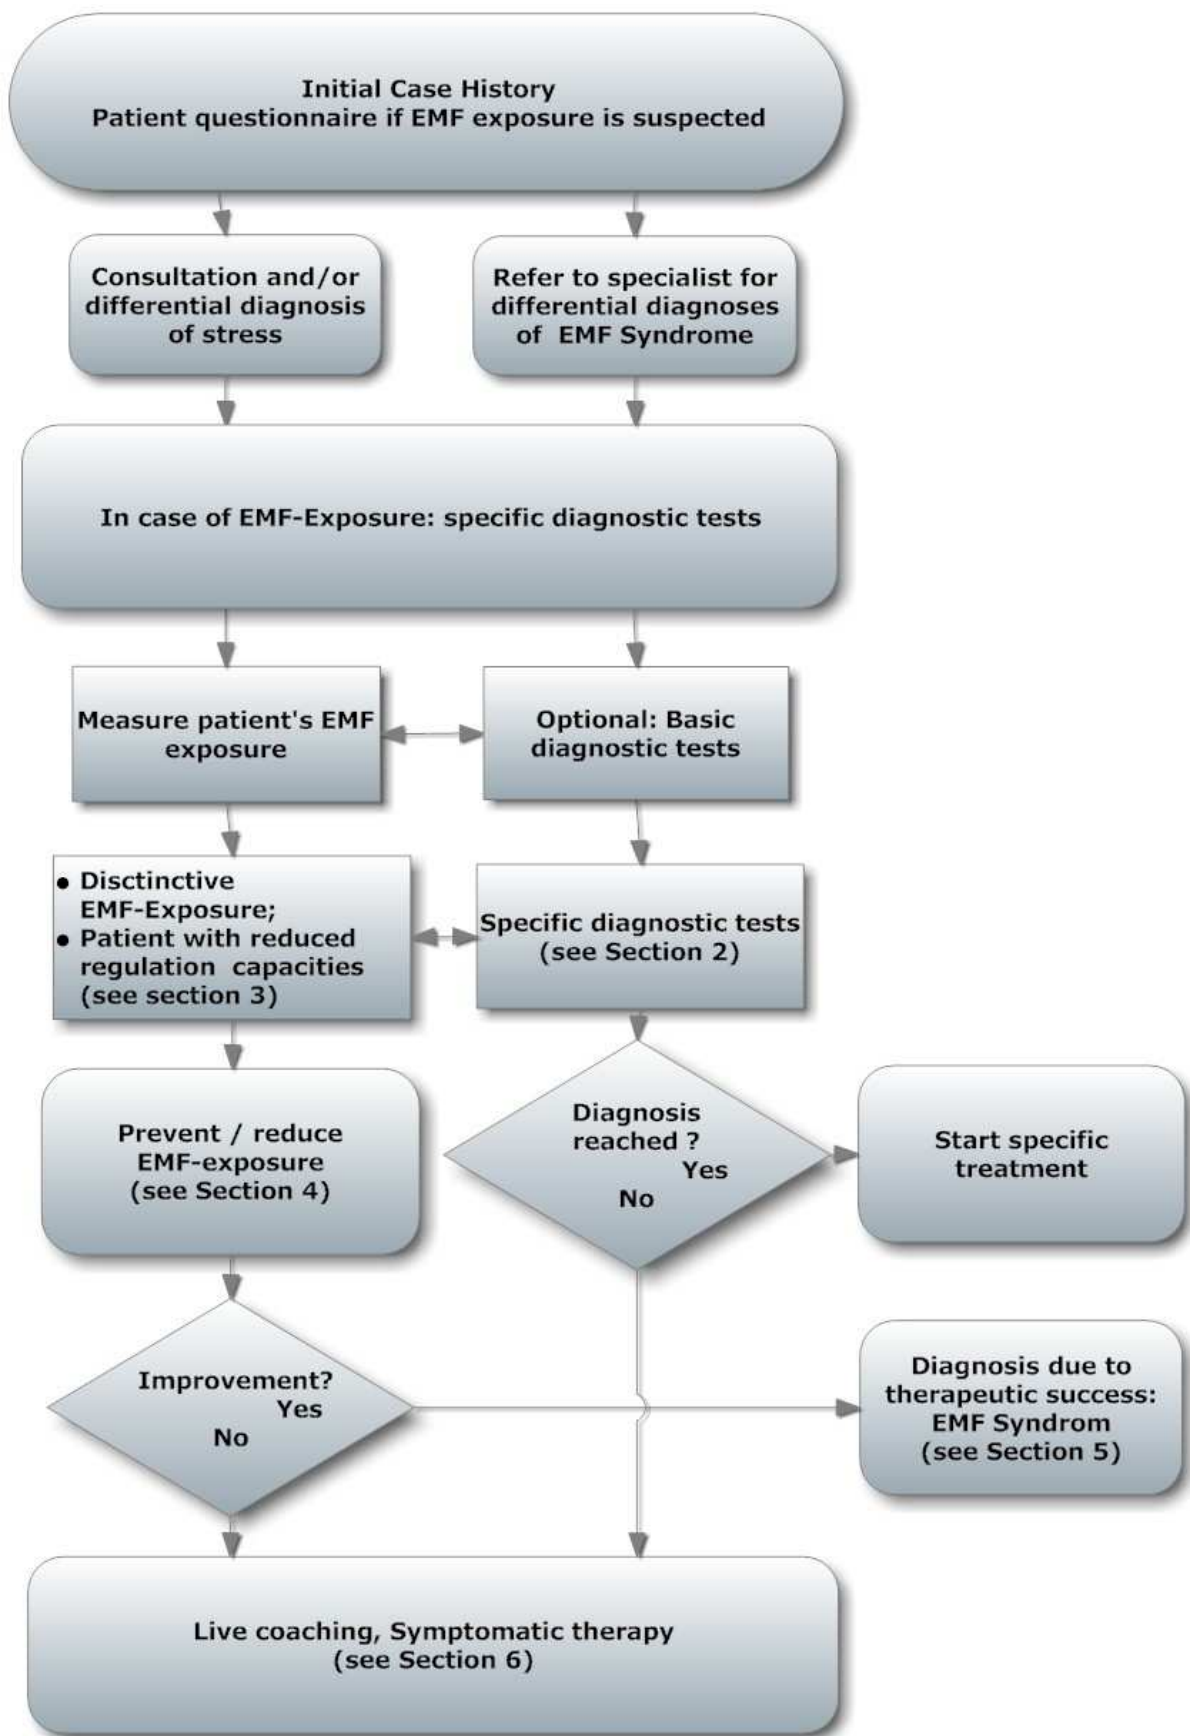 Initial Case History
Patient questionnaire if EMF exposure is suspected
Consultation and/or
differential diagnosis
of stress
Refer to specialist for
differential diagnoses
of EMF Syndrome
In case of EMF-Exposure: specific diagnostic tests
Measure patient's EMF
exposure
Optional: Basic
diagnostic tests
• Disctinctive
EMF-Exposure;
• Patient with reduced
regulation capacities
(see section 3)
Specific diagnostic tests
(see Section 2)
Prevent / reduce
EMF-exposure
(see Section 4)
Diagnosis
reached ?
Yes
No
Start specific
treatment
Improvement?
Yes
No
Diagnosis due to
therapeutic success:
EMF Syndrom
(see Section 5)
Live coaching, Symptomatic therapy
(see Section 6)